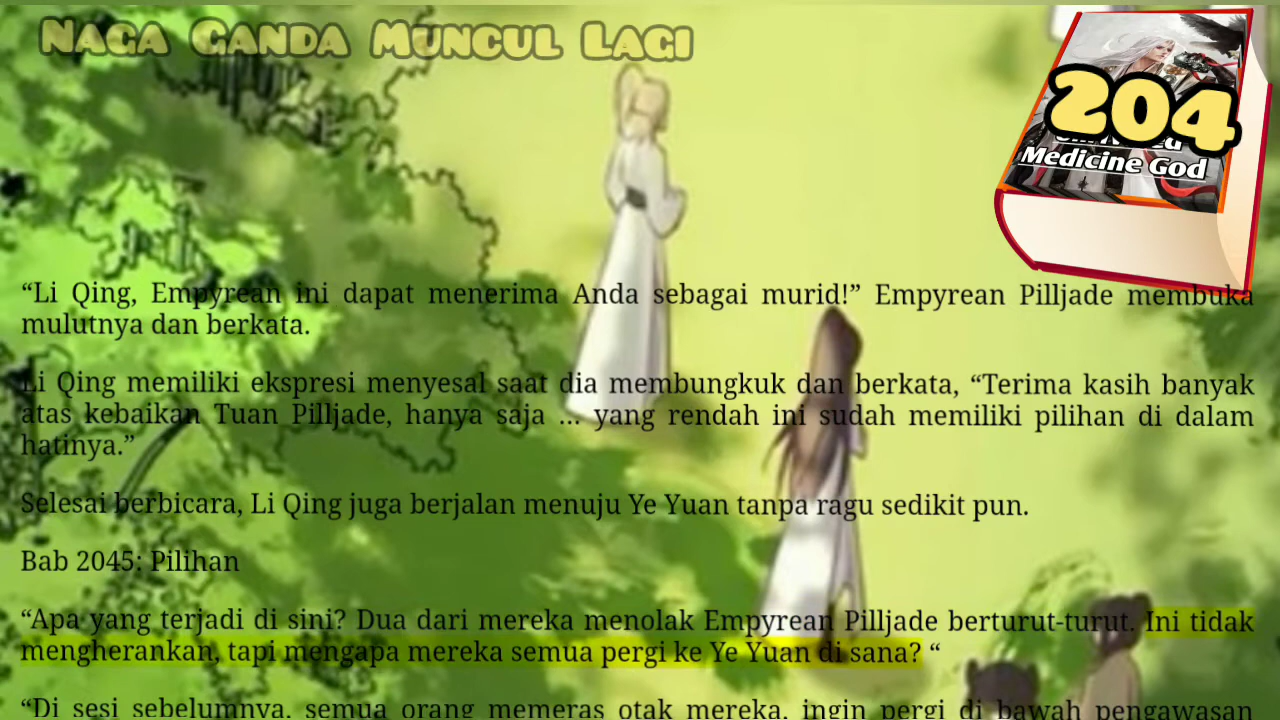 Naga Ganda Muncul Lagi
204
Medicine God
“Li Qing, Empyrean ini dapat menerima Anda sebagai murid!” Empyrean Pilljade membuka
mulutnya dan berkata.
Li Qing memiliki ekspresi menyesal saat dia membungkuk dan berkata, “Terima kasih banyak
atas kebaikan Tuan Pilljade, hanya saja ... yang rendah ini sudah memiliki pilihan di dalam
hatinya.”
Selesai berbicara, Li Qing juga berjalan menuju Ye Yuan tanpa ragu sedikit pun.
Bab 2045: Pilihan
“Apa yang terjadi di sini? Dua dari mereka menolak Empyrean Pilljade berturut-turut. Ini tidak
mengherankan, tapi mengapa mereka semua pergi ke Ye Yuan di sana? “
“Di sesi sebelumnya, semua orang memeras otak mereka, ingin pergi di bawah pengawasan